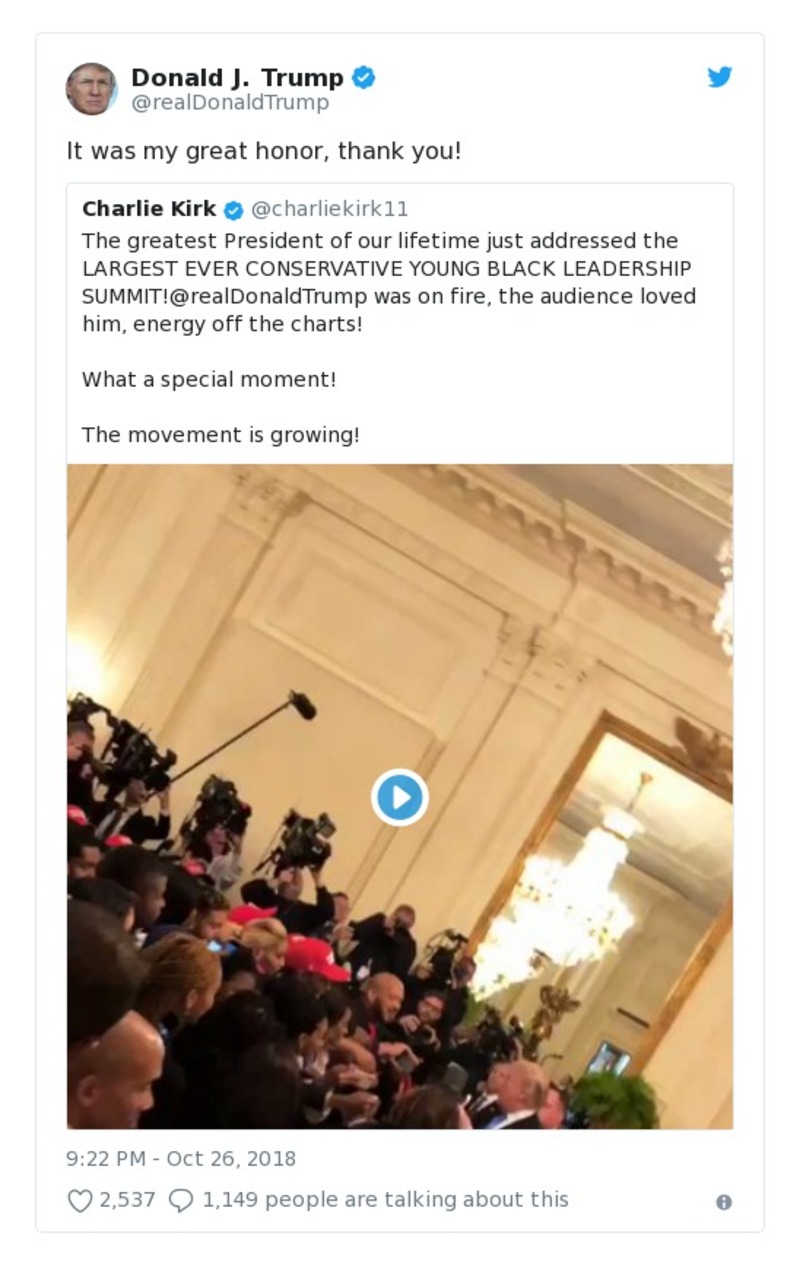 Donald J. Trump
@realDonaldTrump
It was my great honor, thank you!
Charlie Kirk @charliekirk11
The greatest President of our lifetime just addressed the
LARGEST EVER CONSERVATIVE YOUNG BLACK LEADERSHIP
SUMMIT!@realDonaldTrump was on fire, the audience loved
him, energy off the charts!
What a special moment!
The movement is growing!
9:22 PM - Oct 26, 2018
2,537 1,149 people are talking about this